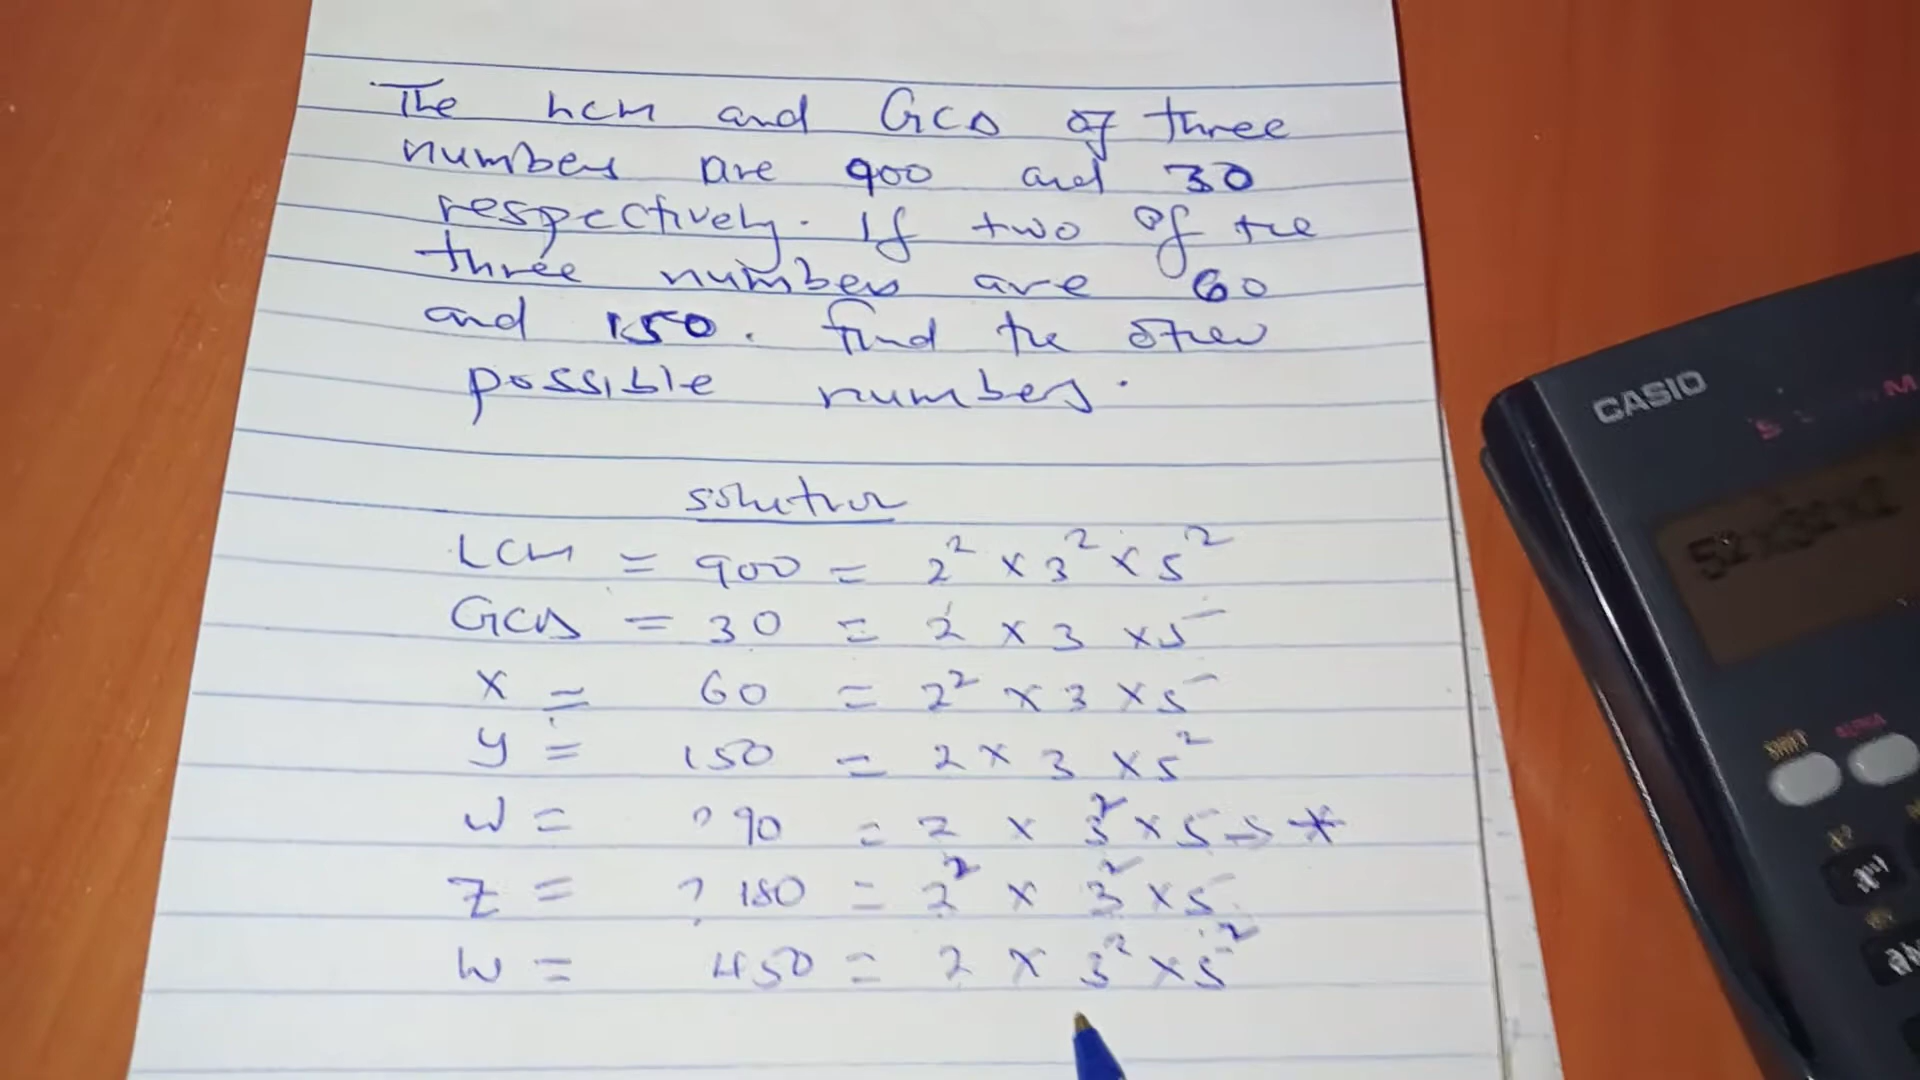 The LCM and GCD of three
numbers are 900 and 30
respectively. If two of the
three numbers are 60
and 150. find the other
possible numbers.
solution
LCM = 900 = 2² × 3² × 5²
GCD = 30 = 2 × 3 × 5
X = 60 = 2² × 3 × 5
y = 150 = 2 × 3 × 5²
W = ? 90 = 2 × 3² × 5 → *
Z = ? 180 = 2² × 3² × 5
W = 450 = 2 × 3² × 5²
CASIO
SHIFT ALPHA